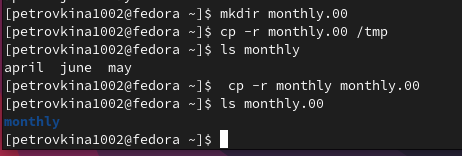 [petrovkina1002@fedora ~]$ mkdir monthly.00
[petrovkina1002@fedora ~]$ cp -r monthly.00 /tmp
[petrovkina1002@fedora ~]$ ls monthly
april  june  may
[petrovkina1002@fedora ~]$  cp -r monthly monthly.00
[petrovkina1002@fedora ~]$ ls monthly.00
monthly
[petrovkina1002@fedora ~]$